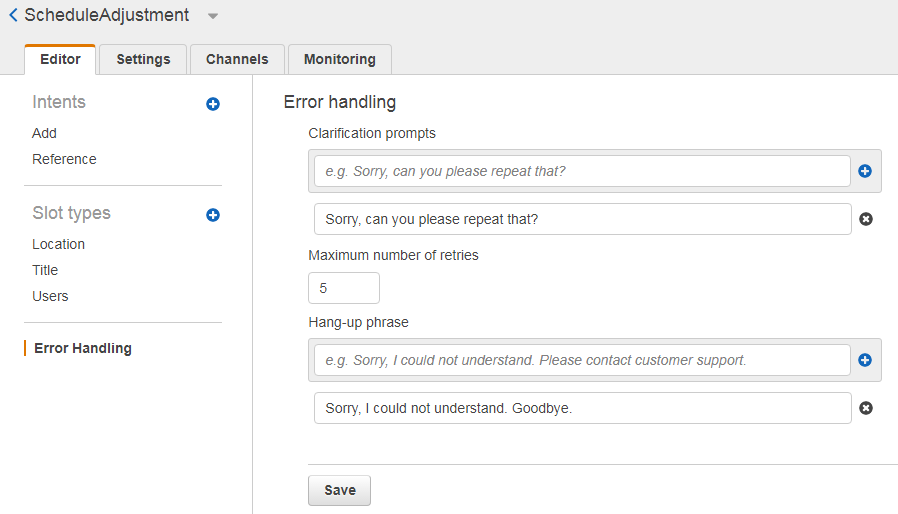 ScheduleAdjustment
Editor Settings Channels Monitoring
Intents
Add
Reference
Slot types
Location
Title
Users
Error Handling
Error handling
Clarification prompts
e.g. Sorry, can you please repeat that?
Sorry, can you please repeat that?
Maximum number of retries
5
Hang-up phrase
e.g. Sorry, I could not understand. Please contact customer support.
Sorry, I could not understand. Goodbye.
Save